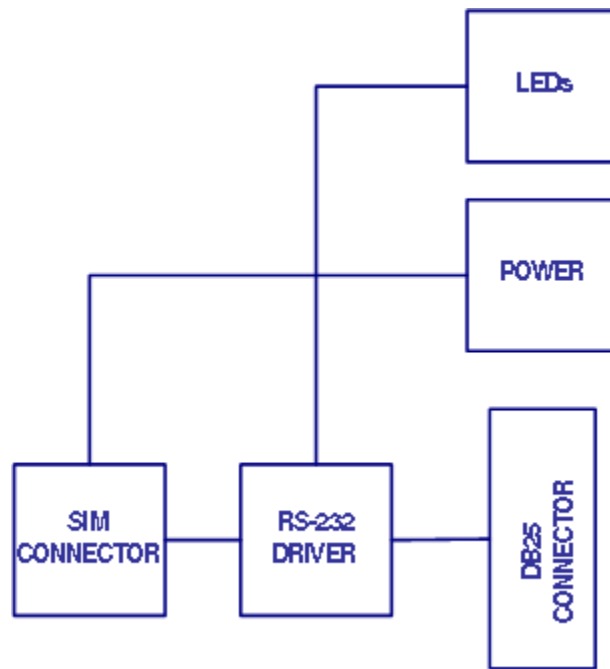 LEDs
POWER
SIM
CONNECTOR
RS-232
DRIVER
DB25
CONNECTOR